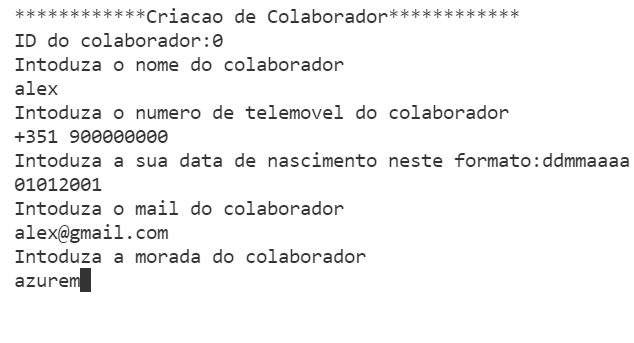 ************Criacao de Colaborador************
ID do colaborador:0
Intoduza o nome do colaborador
alex
Intoduza o numero de telemovel do colaborador
+351 900000000
Intoduza a sua data de nascimento neste formato:ddmmaaaa
01012001
Intoduza o mail do colaborador
alex@gmail.com
Intoduza a morada do colaborador
azurem